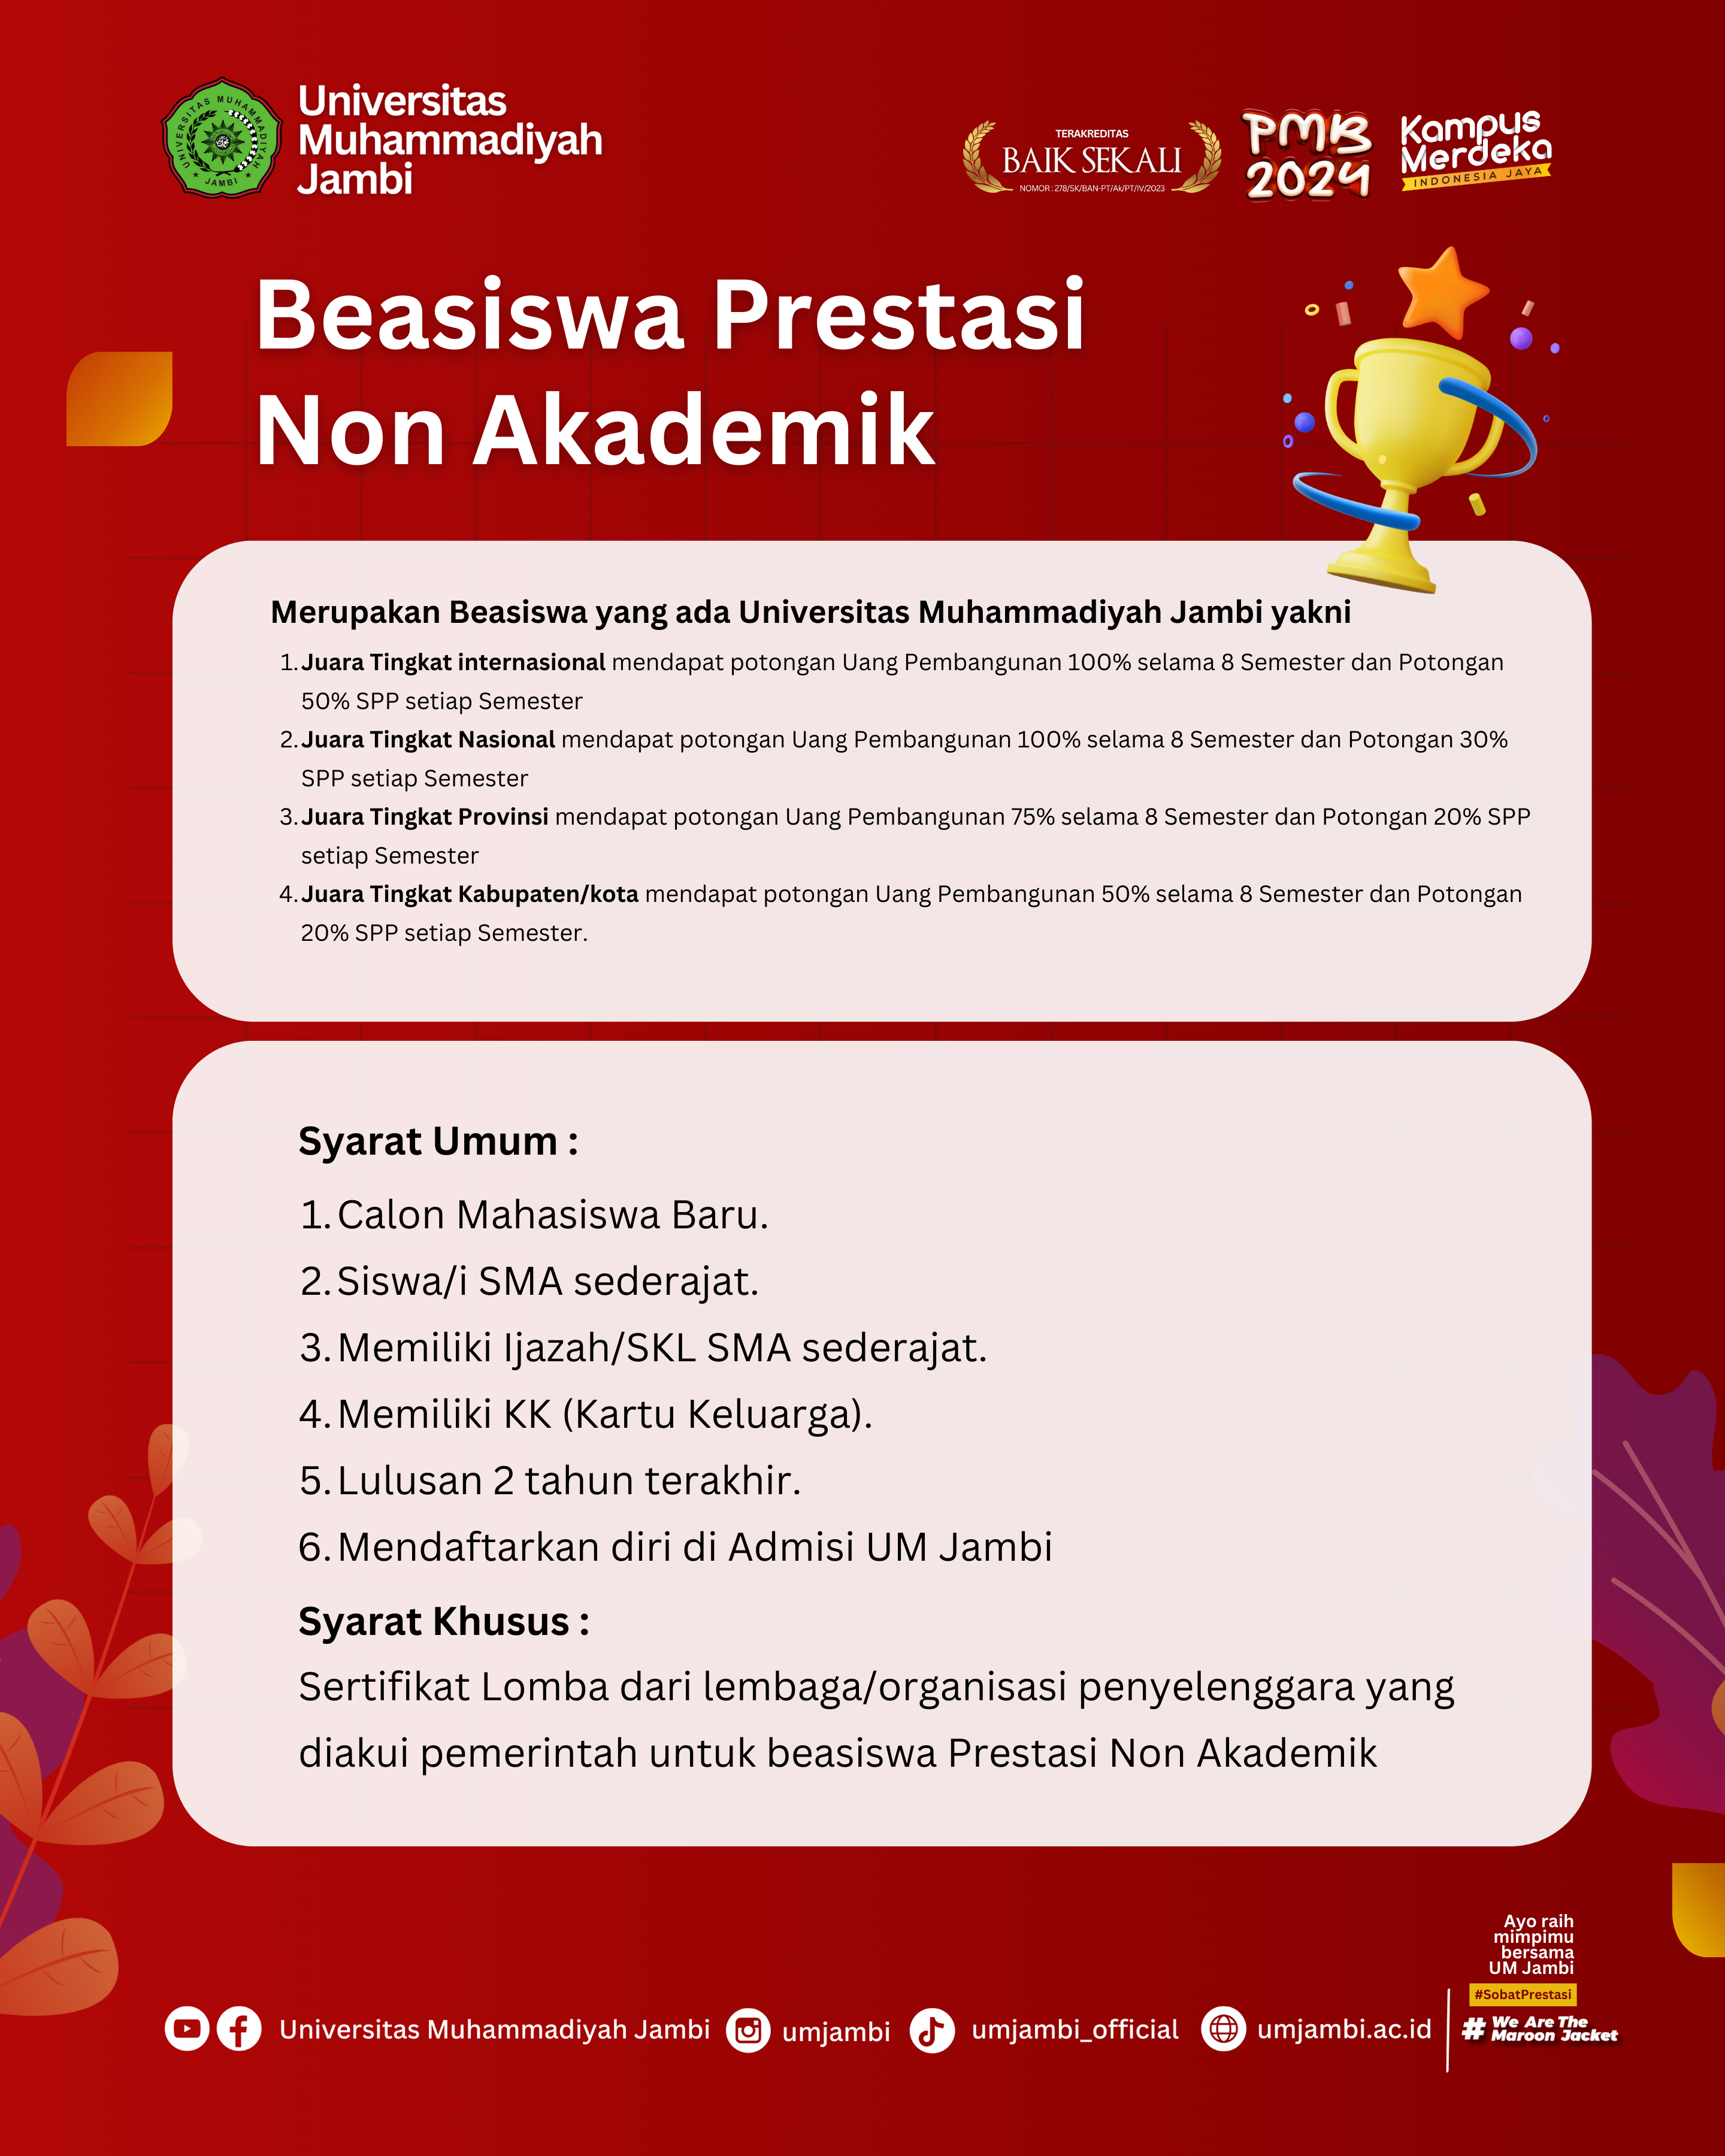 UNIVERSITAS MUHAMMADIYAH
JAMBI
Universitas
Muhammadiyah
Jambi
TERAKREDITAS
BAIK SEKALI
NOMOR : 278/SK/BAN-PT/Ak/PT/IV/2023
PMB
2024
Kampus
Merdeka
INDONESIA JAYA
Beasiswa Prestasi
Non Akademik
Merupakan Beasiswa yang ada Universitas Muhammadiyah Jambi yakni
1. Juara Tingkat internasional mendapat potongan Uang Pembangunan 100% selama 8 Semester dan Potongan
50% SPP setiap Semester
2. Juara Tingkat Nasional mendapat potongan Uang Pembangunan 100% selama 8 Semester dan Potongan 30%
SPP setiap Semester
3. Juara Tingkat Provinsi mendapat potongan Uang Pembangunan 75% selama 8 Semester dan Potongan 20% SPP
setiap Semester
4. Juara Tingkat Kabupaten/kota mendapat potongan Uang Pembangunan 50% selama 8 Semester dan Potongan
20% SPP setiap Semester.
Syarat Umum :
1. Calon Mahasiswa Baru.
2. Siswa/i SMA sederajat.
3. Memiliki Ijazah/SKL SMA sederajat.
4. Memiliki KK (Kartu Keluarga).
5. Lulusan 2 tahun terakhir.
6. Mendaftarkan diri di Admisi UM Jambi
Syarat Khusus :
Sertifikat Lomba dari lembaga/organisasi penyelenggara yang
diakui pemerintah untuk beasiswa Prestasi Non Akademik
Ayo raih
mimpimu
bersama
UM Jambi
#SobatPrestasi
# We Are The
Maroon Jacket
Universitas Muhammadiyah Jambi
umjambi
umjambi_official
umjambi.ac.id